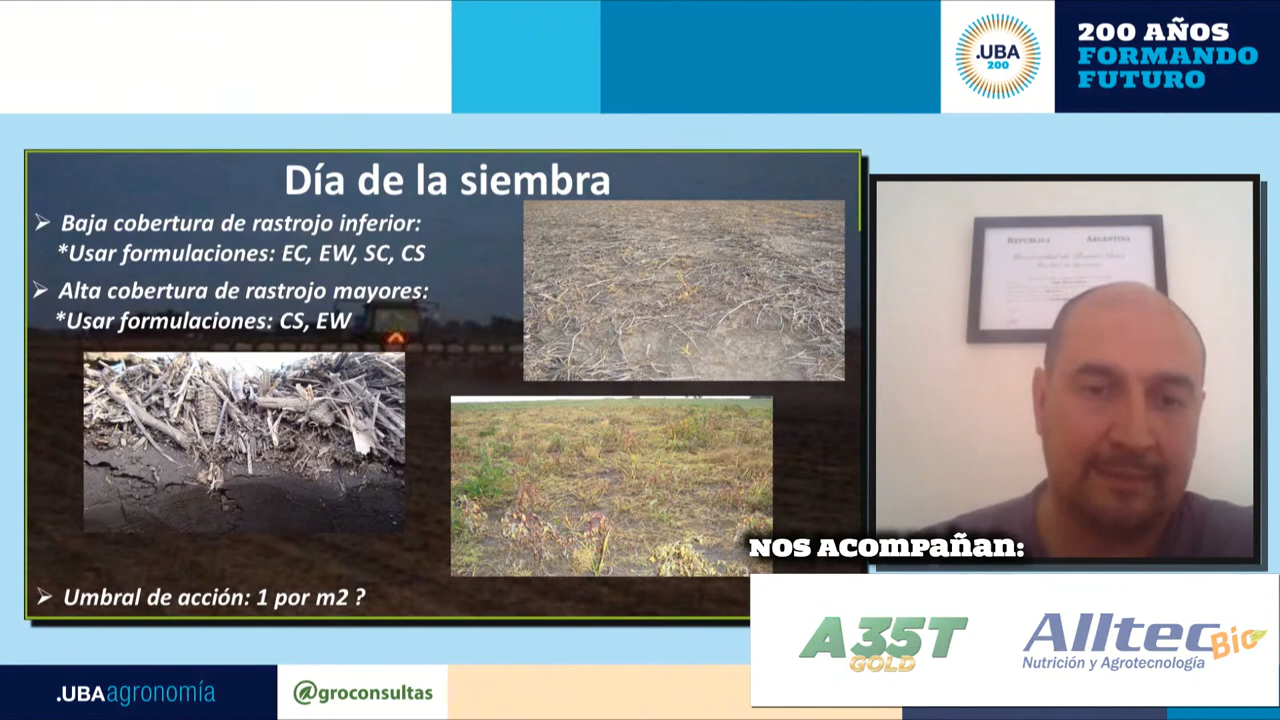 .UBA
200
200 AÑOS
FORMANDO
FUTURO
Día de la siembra
➢ Baja cobertura de rastrojo inferior:
*Usar formulaciones: EC, EW, SC, CS
➢ Alta cobertura de rastrojo mayores:
*Usar formulaciones: CS, EW
➢ Umbral de acción: 1 por m2 ?
REPUBLICA ARGENTINA
NOS ACOMPAÑAN:
A35T
GOLD
Alltec Bio
Nutrición y Agrotecnología
.UBAagronomía
@groconsultas